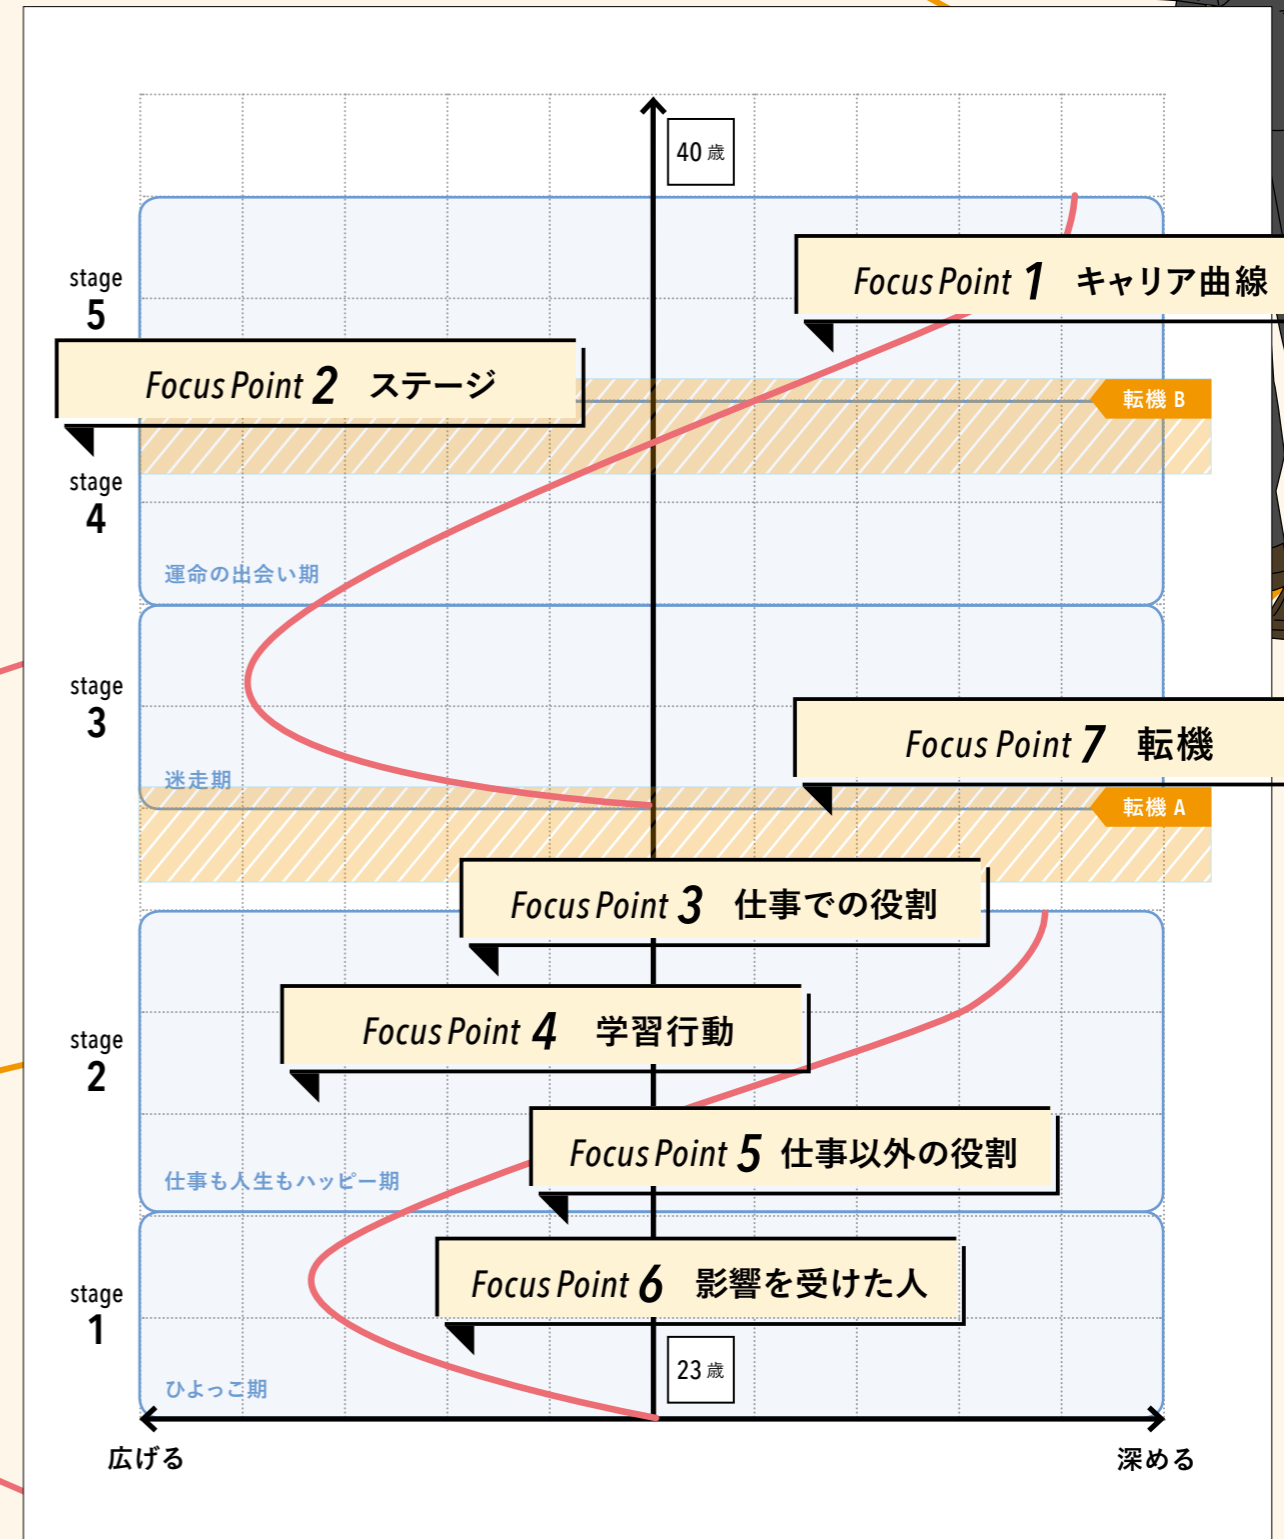 40 歳
stage
5
Focus Point 1 キャリア曲線
Focus Point 2 ステージ
転機 B
stage
4
運命の出会い期
stage
3
Focus Point 7 転機
迷走期
転機 A
Focus Point 3 仕事での役割
Focus Point 4 学習行動
stage
2
Focus Point 5 仕事以外の役割
仕事も人生もハッピー期
Focus Point 6 影響を受けた人
stage
1
23 歳
ひよっこ期
広げる
深める